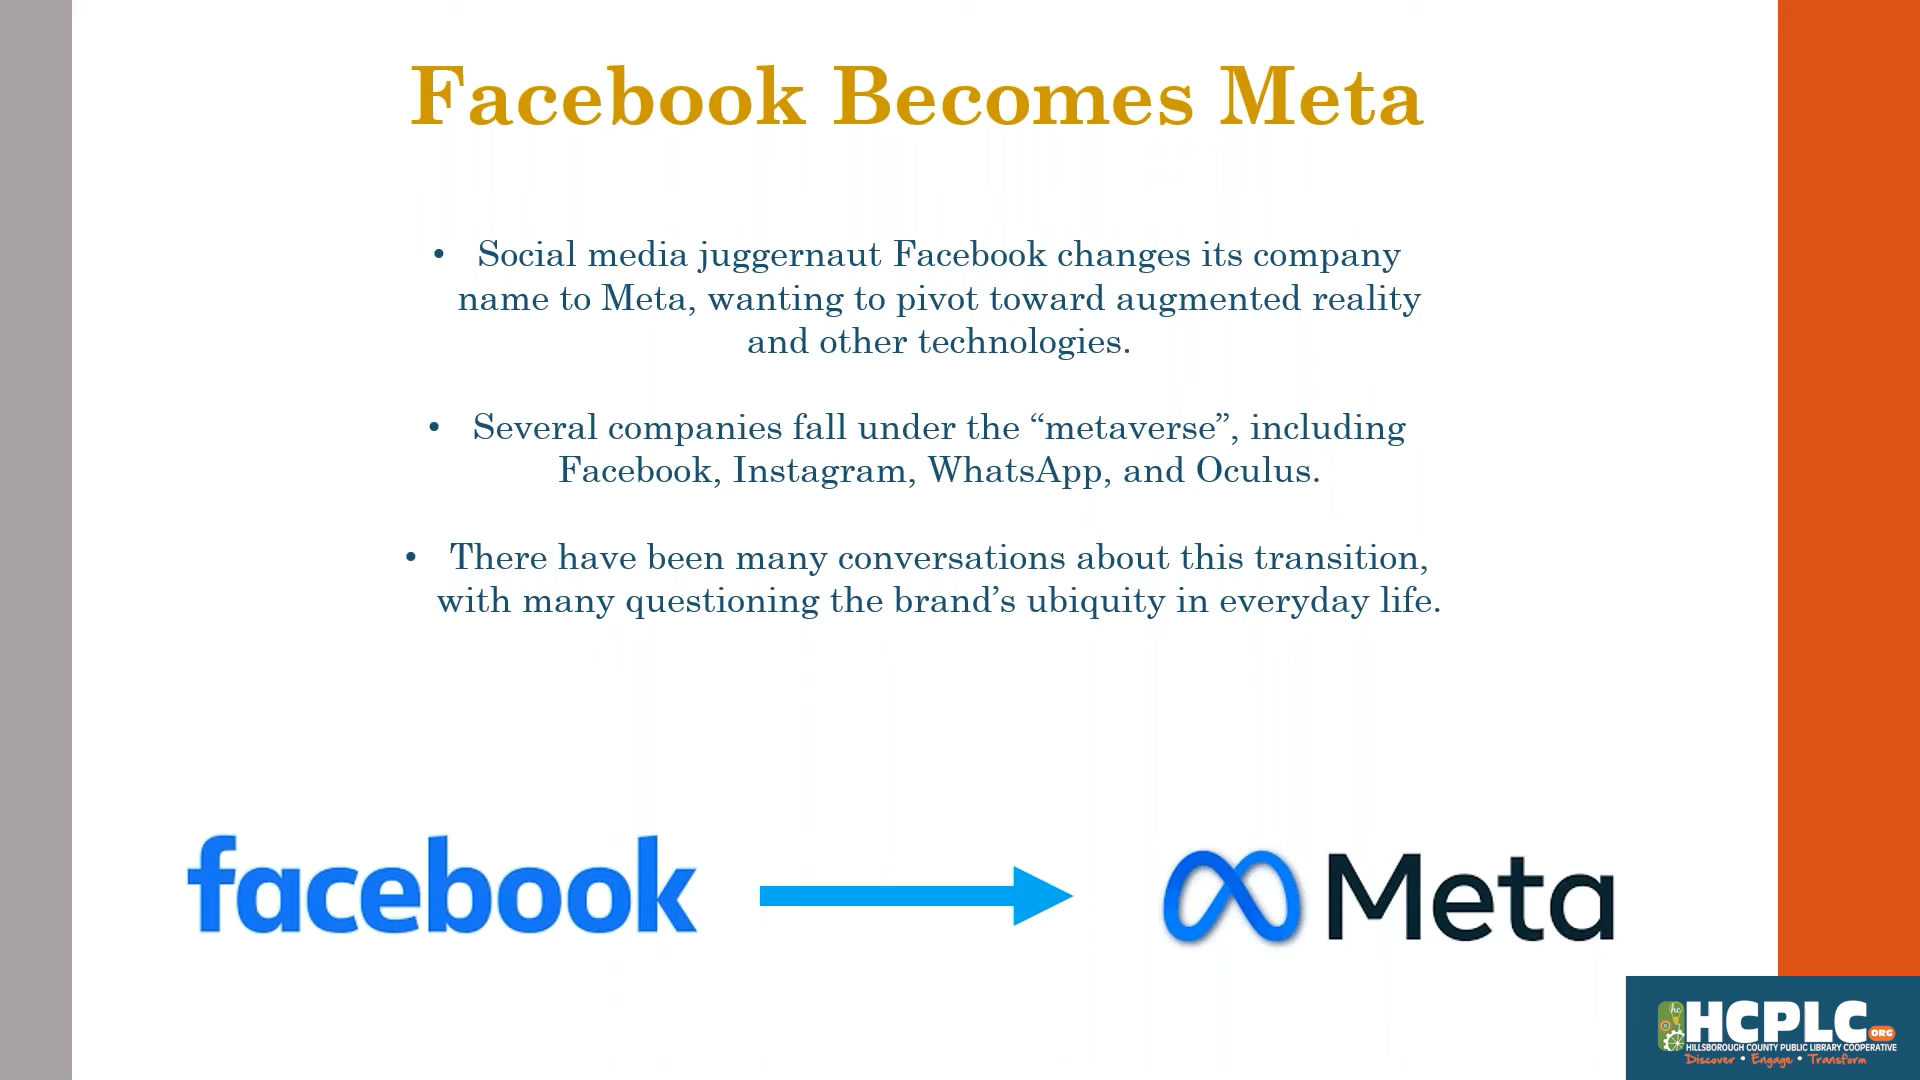 Facebook Becomes Meta
• Social media juggernaut Facebook changes its company
name to Meta, wanting to pivot toward augmented reality
and other technologies.
• Several companies fall under the “metaverse”, including
Facebook, Instagram, WhatsApp, and Oculus.
• There have been many conversations about this transition,
with many questioning the brand’s ubiquity in everyday life.
facebook
Meta
hc
HCPLC.ORG
HILLSBOROUGH COUNTY PUBLIC LIBRARY COOPERATIVE
Discover • Engage • Transform